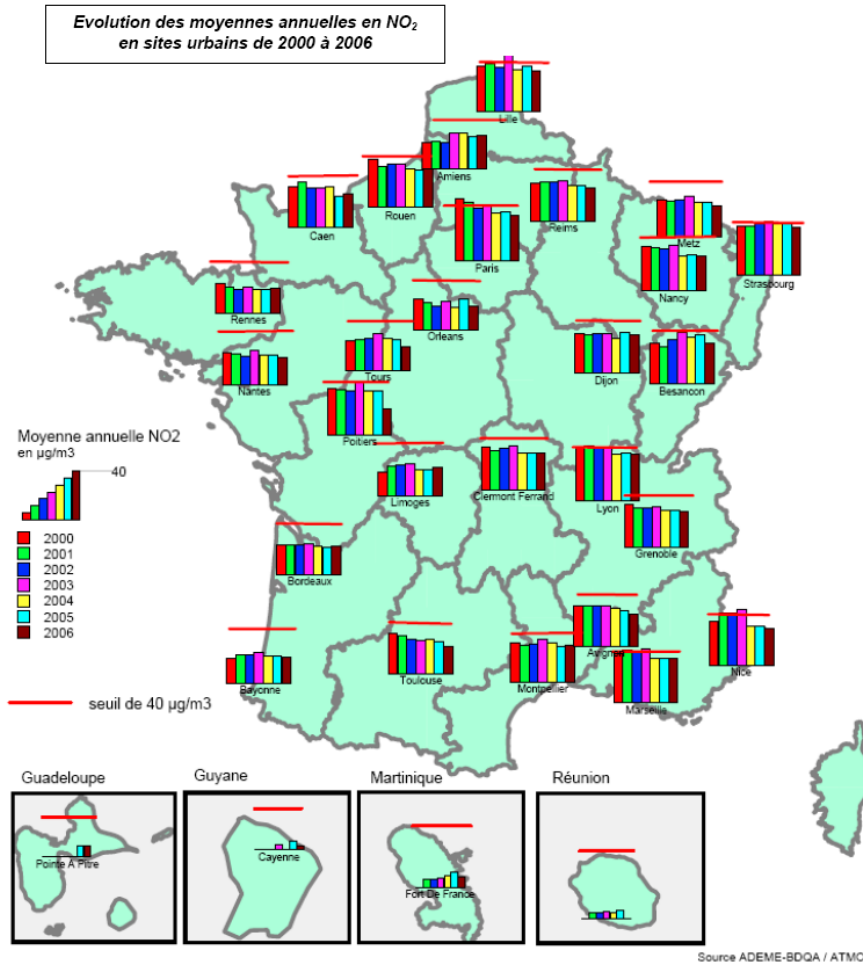 Evolution des moyennes annuelles en NO₂
en sites urbains de 2000 à 2006
Lille
Amiens
Rouen
Caen
Reims
Paris
Metz
Nancy
Strasbourg
Rennes
Orleans
Nantes
Tours
Dijon
Besancon
Poitiers
Moyenne annuelle NO2
en µg/m3
40
Limoges
Clermont Ferrand
Lyon
Grenoble
2000
2001
2002
2003
2004
2005
2006
Bordeaux
Bayonne
Toulouse
Montpellier
Avignon
Marseille
Nice
seuil de 40 µg/m3
Guadeloupe
Guyane
Martinique
Réunion
Pointe A Pitre
Cayenne
Fort De France
Source ADEME-BDQA / ATMO